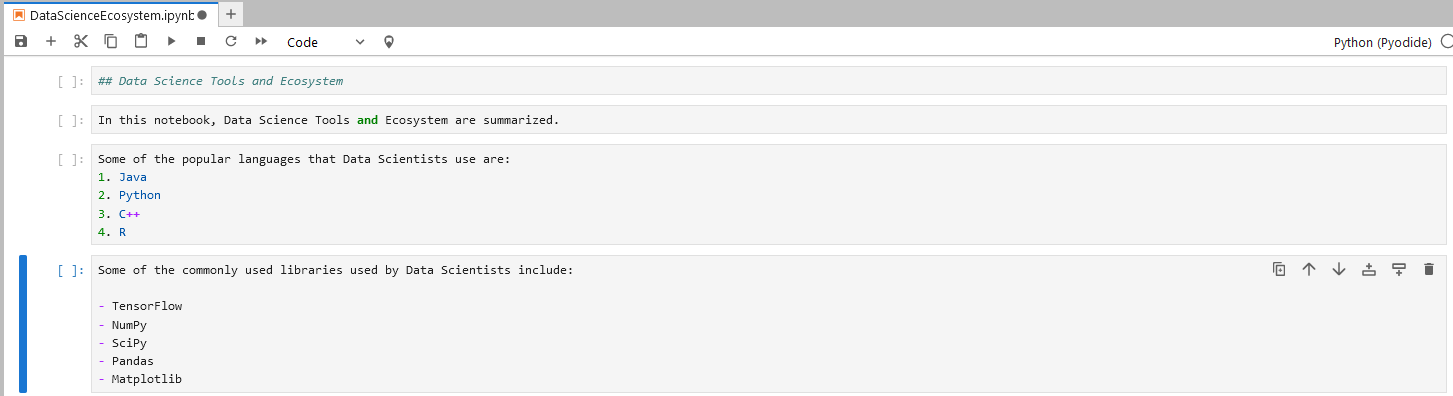 DataScienceEcosystem.ipynb
Code
Python (Pyodide)
[ ]: ## Data Science Tools and Ecosystem
[ ]: In this notebook, Data Science Tools and Ecosystem are summarized.
[ ]: Some of the popular languages that Data Scientists use are:
1. Java
2. Python
3. C++
4. R
[ ]: Some of the commonly used libraries used by Data Scientists include:
- TensorFlow
- NumPy
- SciPy
- Pandas
- Matplotlib